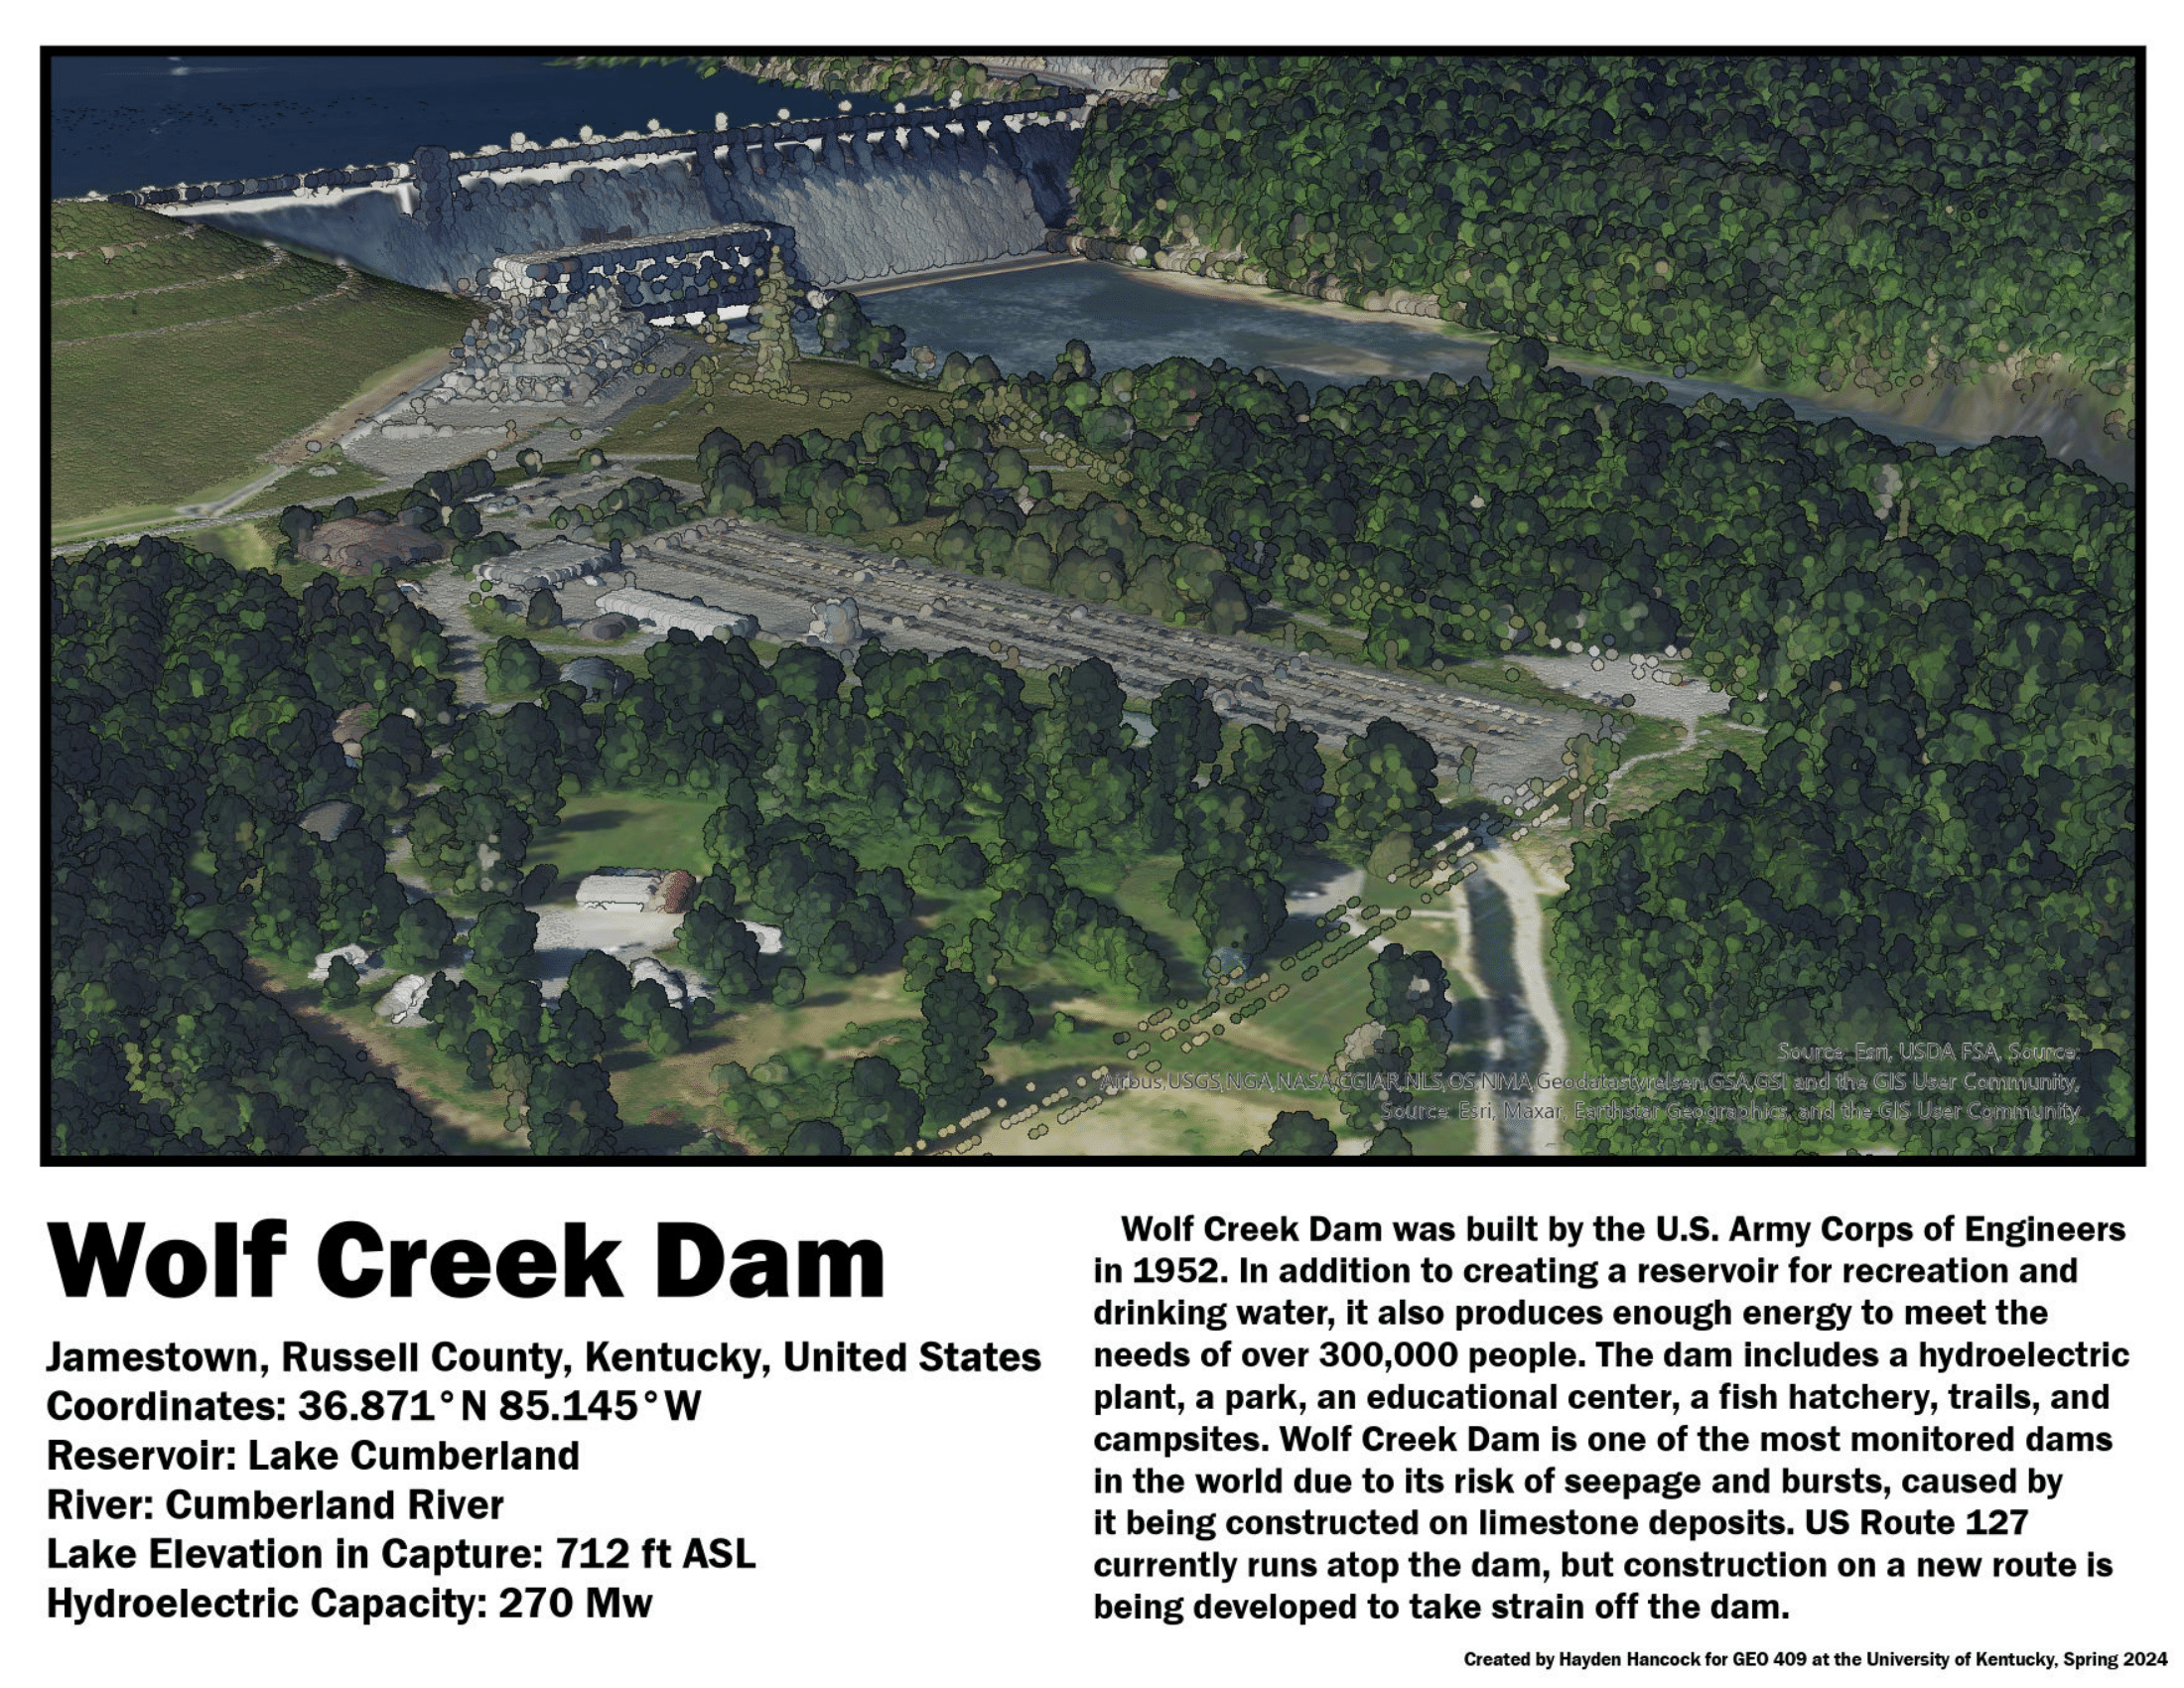 Source: Esri, USDA FSA, Source:
Airbus,USGS,NGA,NASA,CGIAR,NLS,OS,NMA,Geodatastyrelsen,GSA,GSI and the GIS User Community,
Source: Esri, Maxar, Earthstar Geographics, and the GIS User Community
Wolf Creek Dam
Jamestown, Russell County, Kentucky, United States
Coordinates: 36.871°N 85.145°W
Reservoir: Lake Cumberland
River: Cumberland River
Lake Elevation in Capture: 712 ft ASL
Hydroelectric Capacity: 270 Mw
Wolf Creek Dam was built by the U.S. Army Corps of Engineers
in 1952. In addition to creating a reservoir for recreation and
drinking water, it also produces enough energy to meet the
needs of over 300,000 people. The dam includes a hydroelectric
plant, a park, an educational center, a fish hatchery, trails, and
campsites. Wolf Creek Dam is one of the most monitored dams
in the world due to its risk of seepage and bursts, caused by
it being constructed on limestone deposits. US Route 127
currently runs atop the dam, but construction on a new route is
being developed to take strain off the dam.
Created by Hayden Hancock for GEO 409 at the University of Kentucky, Spring 2024